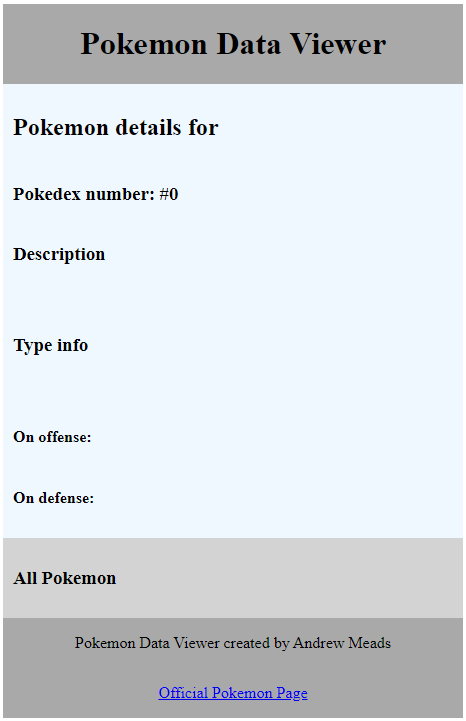 Pokemon Data Viewer
Pokemon details for
Pokedex number: #0
Description
Type info
On offense:
On defense:
All Pokemon
Pokemon Data Viewer created by Andrew Meads
Official Pokemon Page